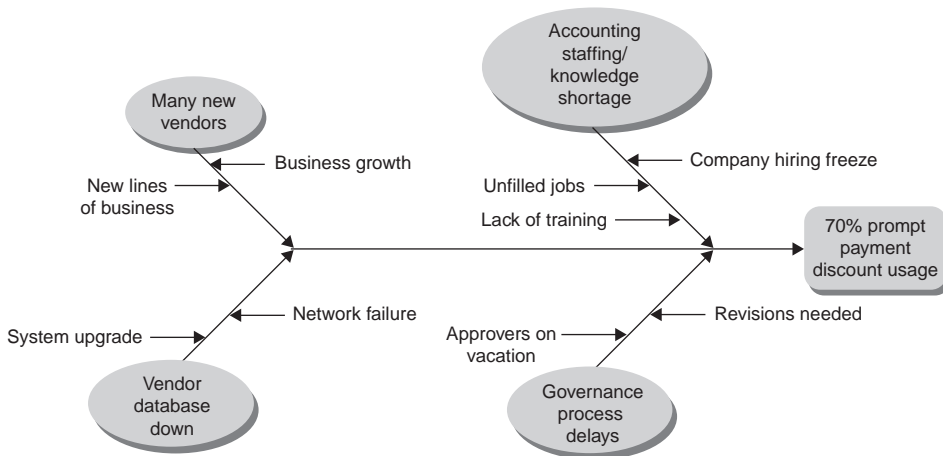 Accounting
staffing/
knowledge
shortage
Many new
vendors
Business growth
Company hiring freeze
New lines
of business
Unfilled jobs
Lack of training
70% prompt
payment
discount usage
Network failure
Revisions needed
System upgrade
Approvers on
vacation
Vendor
database
down
Governance
process
delays